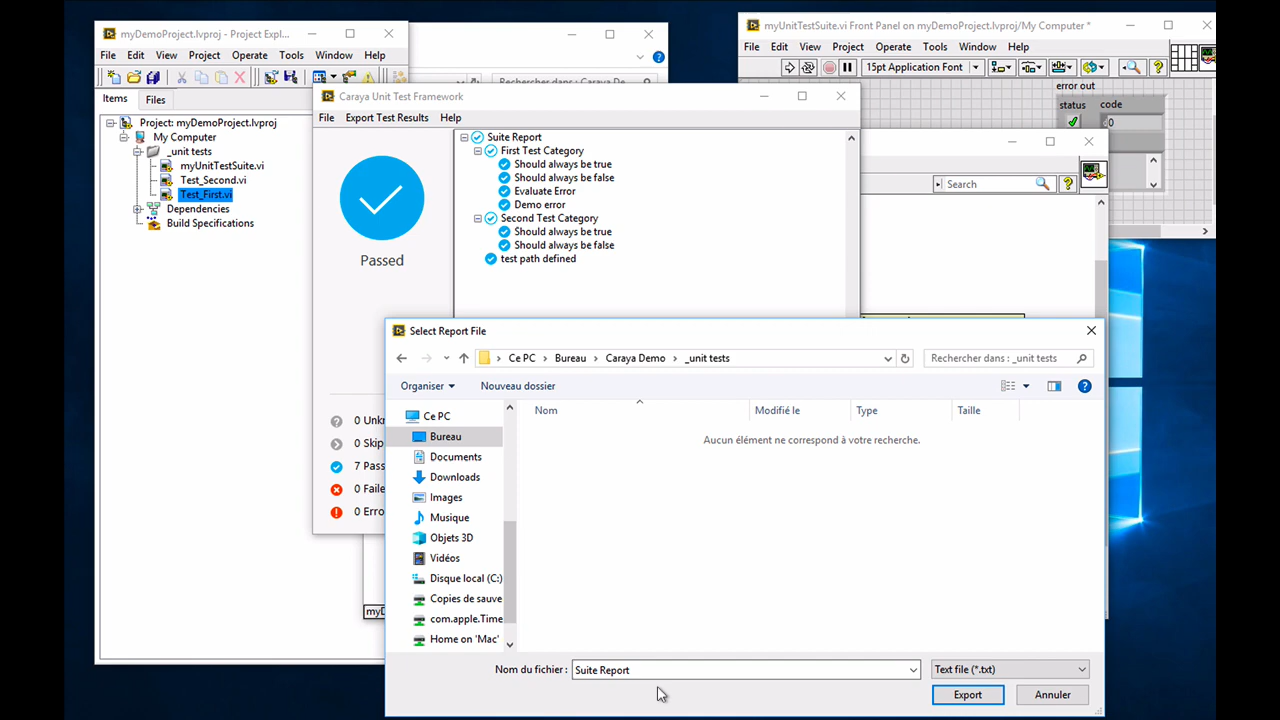 myDemoProject.lvproj - Project Expl...
File Edit View Project Operate Tools Window Help
Items Files
Project: myDemoProject.lvproj
My Computer
_unit tests
myUnitTestSuite.vi
Test_Second.vi
Test_First.vi
Dependencies
Build Specifications
Rechercher dans : Caraya De...
myUnitTestSuite.vi Front Panel on myDemoProject.lvproj/My Computer *
File Edit View Project Operate Tools Window Help
15pt Application Font
error out
status code
0
Search
Caraya Unit Test Framework
File Export Test Results Help
Passed
Suite Report
First Test Category
Should always be true
Should always be false
Evaluate Error
Demo error
Second Test Category
Should always be true
Should always be false
test path defined
0 Unkn
0 Skip
7 Pass
0 Faile
0 Erro
myD
Select Report File
Ce PC > Bureau > Caraya Demo > _unit tests
Rechercher dans : _unit tests
Organiser Nouveau dossier
Nom Modifié le Type Taille
Aucun élément ne correspond à votre recherche.
Ce PC
Bureau
Documents
Downloads
Images
Musique
Objets 3D
Vidéos
Disque local (C:)
Copies de sauve
com.apple.Time
Home on 'Mac'
Nom du fichier : Suite Report Text file (*.txt)
Export Annuler